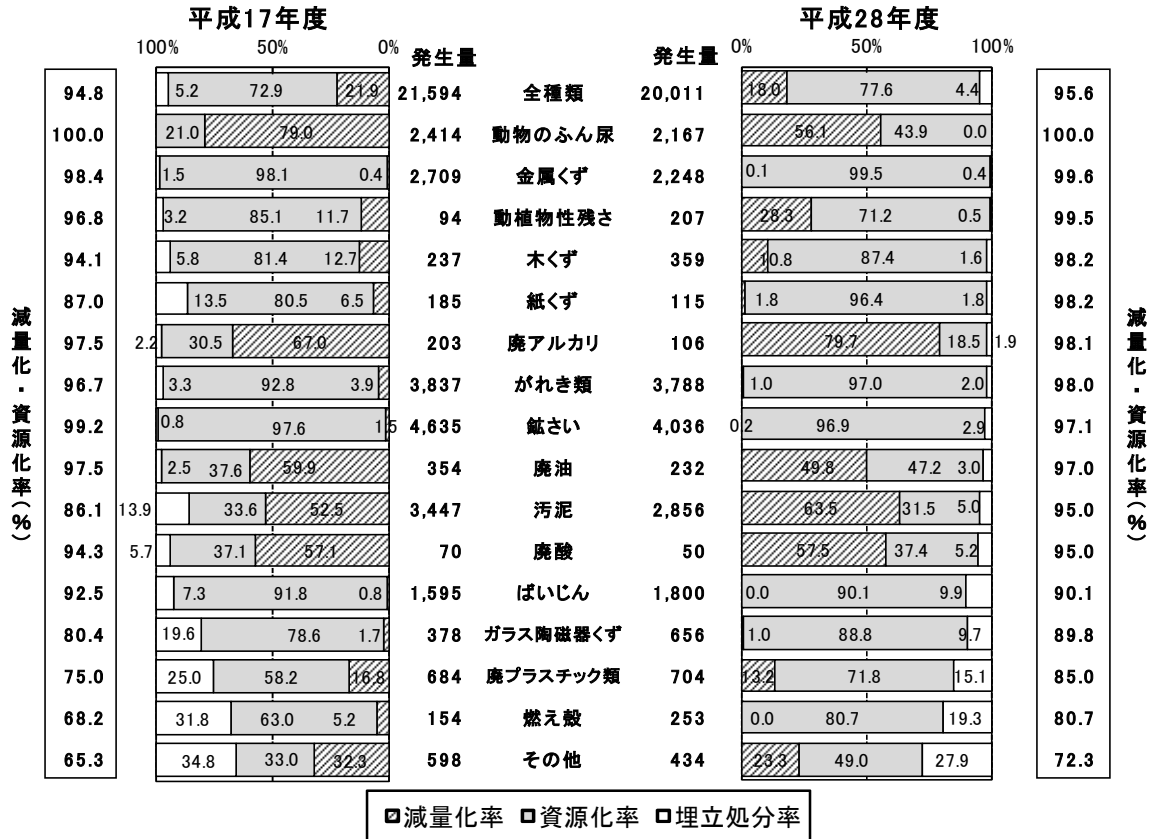 平成17年度 平成28年度
100% 50% 0% 発生量 発生量 0% 50% 100%
94.8 5.2 72.9 21.9 21,594 全種類 20,011 18.0 77.6 4.4 95.6
100.0 21.0 79.0 2,414 動物のふん尿 2,167 56.1 43.9 0.0 100.0
98.4 1.5 98.1 0.4 2,709 金属くず 2,248 0.1 99.5 0.4 99.6
96.8 3.2 85.1 11.7 94 動植物性残さ 207 28.3 71.2 0.5 99.5
94.1 5.8 81.4 12.7 237 木くず 359 10.8 87.4 1.6 98.2
87.0 13.5 80.5 6.5 185 紙くず 115 1.8 96.4 1.8 98.2
97.5 2.2 30.5 67.0 203 廃アルカリ 106 79.7 18.5 1.9 98.1
96.7 3.3 92.8 3.9 3,837 がれき類 3,788 1.0 97.0 2.0 98.0
99.2 0.8 97.6 1.5 4,635 鉱さい 4,036 0.2 96.9 2.9 97.1
97.5 2.5 37.6 59.9 354 廃油 232 49.8 47.2 3.0 97.0
86.1 13.9 33.6 52.5 3,447 汚泥 2,856 63.5 31.5 5.0 95.0
94.3 5.7 37.1 57.1 70 廃酸 50 57.5 37.4 5.2 95.0
92.5 7.3 91.8 0.8 1,595 ばいじん 1,800 0.0 90.1 9.9 90.1
80.4 19.6 78.6 1.7 378 ガラス陶磁器くず 656 1.0 88.8 9.7 89.8
75.0 25.0 58.2 16.8 684 廃プラスチック類 704 13.2 71.8 15.1 85.0
68.2 31.8 63.0 5.2 154 燃え殻 253 0.0 80.7 19.3 80.7
65.3 34.8 33.0 32.3 598 その他 434 23.3 49.0 27.9 72.3
減量化・資源化率(%)
減量化・資源化率(%)
減量化率 資源化率 埋立処分率